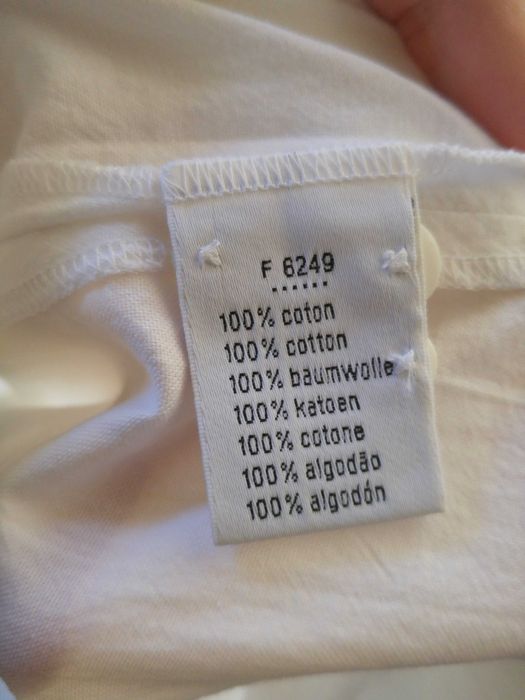 F 6249
100% coton
100% cotton
100% baumwolle
100% katoen
100% cotone
100% algodão
100% algodón